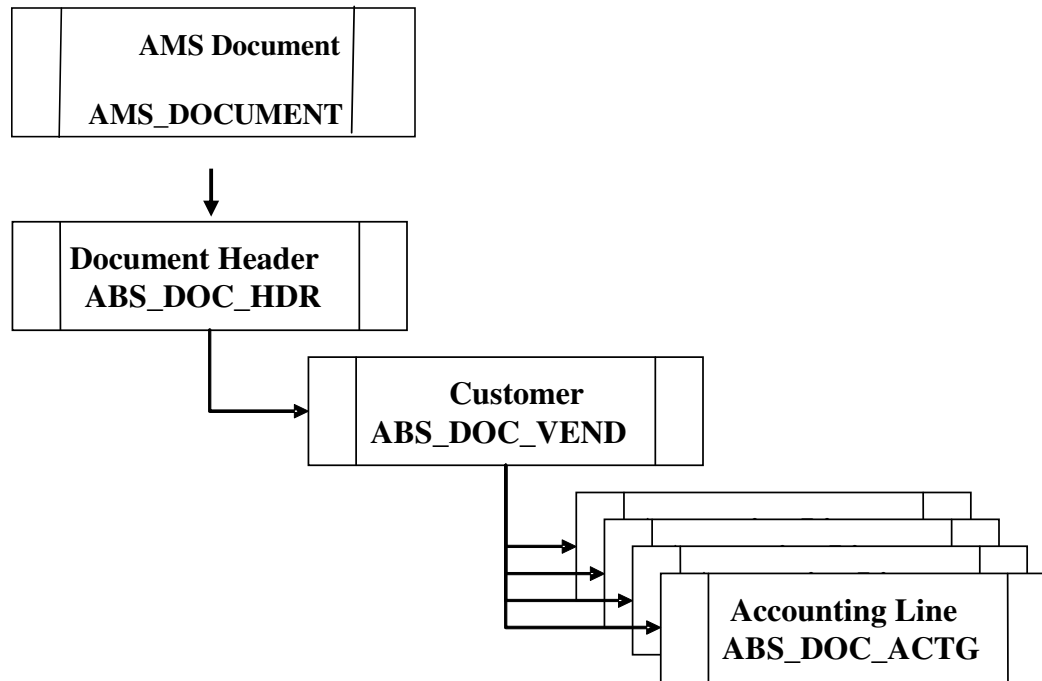 AMS Document
AMS_DOCUMENT
Document Header
ABS_DOC_HDR
Customer
ABS_DOC_VEND
Accounting Line
ABS_DOC_ACTG